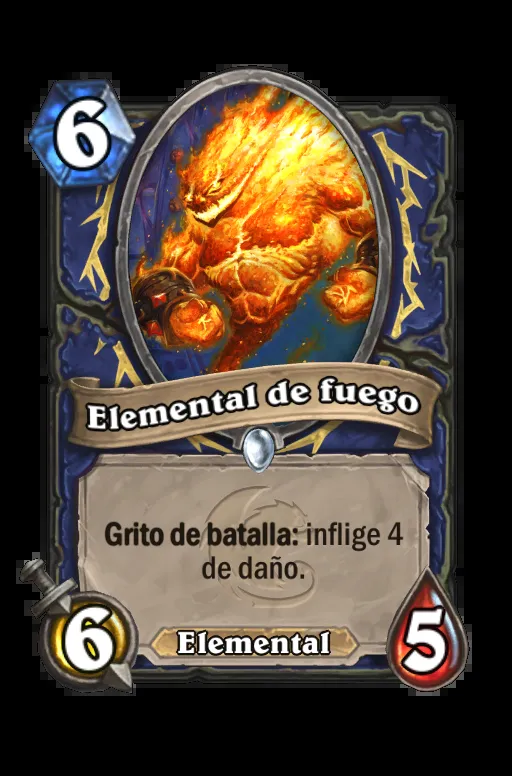 6
Elemental de fuego
Grito de batalla: inflige 4
de daño.
6
Elemental
5